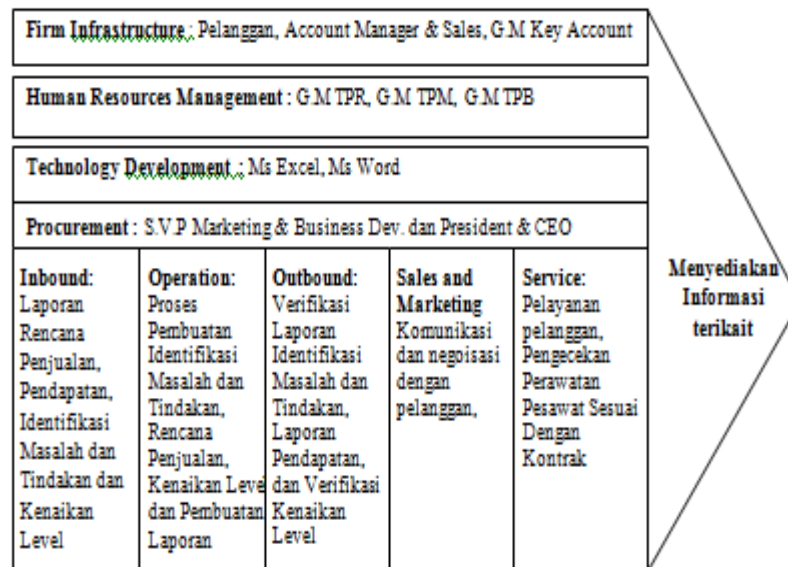 Firm Infrastructure : Pelanggan, Account Manager & Sales, G.M Key Account
Human Resources Management : G.M TPR, G.M TPM, G.M TPB
Technology Development : Ms Excel, Ms Word
Procurement : S.V.P Marketing & Business Dev. dan President & CEO
Inbound:
Laporan
Rencana
Penjualan,
Pendapatan,
Identifikasi
Masalah dan
Tindakan dan
Kenaikan
Level
Operation:
Proses
Pembuatan
Identifikasi
Masalah dan
Tindakan,
Rencana
Penjualan,
Kenaikan Level
dan Pembuatan
Laporan
Outbound:
Verifikasi
Laporan
Identifikasi
Masalah dan
Tindakan,
Laporan
Pendapatan,
dan Verifikasi
Kenaikan
Level
Sales and
Marketing
Komunikasi
dan negoisasi
dengan
pelanggan,
Service:
Pelayanan
pelanggan,
Pengecekan
Perawatan
Pesawat Sesuai
Dengan
Kontrak
Menyediakan
Informasi
terikait